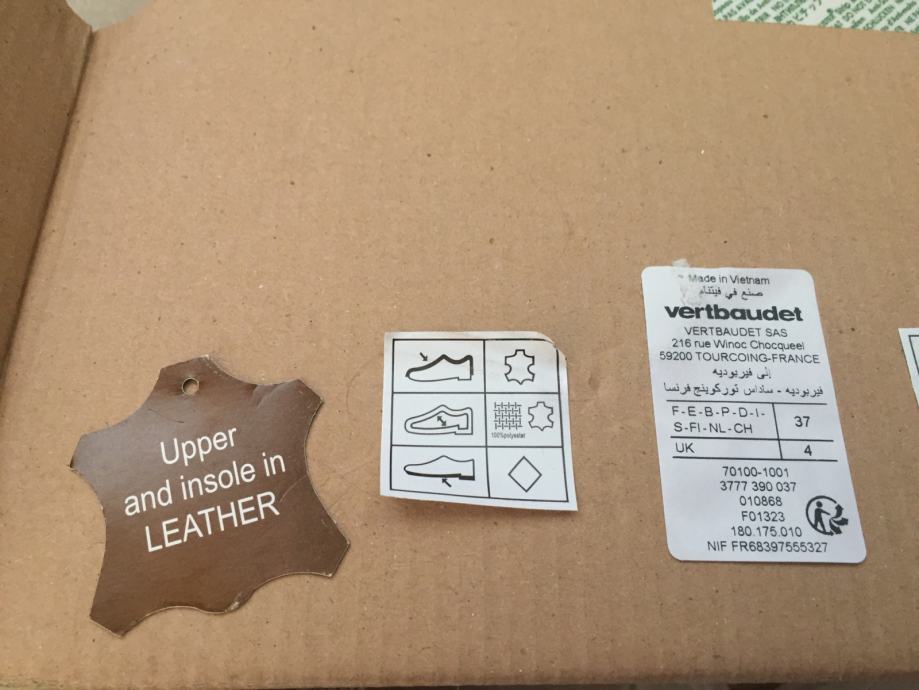 Upper
and insole in
LEATHER
100%polyester
Made in Vietnam
صنع في فيتنام
vertbaudet
VERTBAUDET SAS
216 rue Winoc Chocqueel
59200 TOURCOING-FRANCE
إلى فيربوديه
فيربوديه - ساداس توركوينج فرنسا
F-E-B-P-D-I-
S-FI-NL-CH
37
UK
4
70100-1001
3777 390 037
010868
F01323
180.175.010
NIF FR68397555327